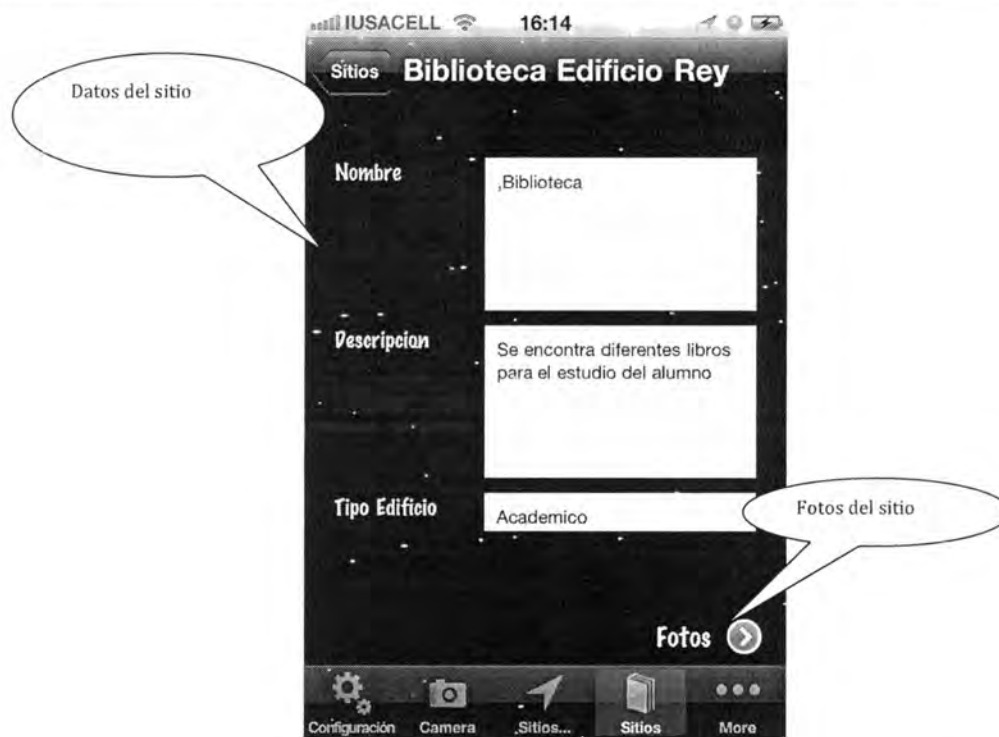 IUSACELL 16:14
Sitios Biblioteca Edificio Rey
Datos del sitio
Nombre
,Biblioteca
Descripcion
Se encontra diferentes libros
para el estudio del alumno
Tipo Edificio
Academico
Fotos del sitio
Fotos
Configuración Camera .Sitios... Sitios More